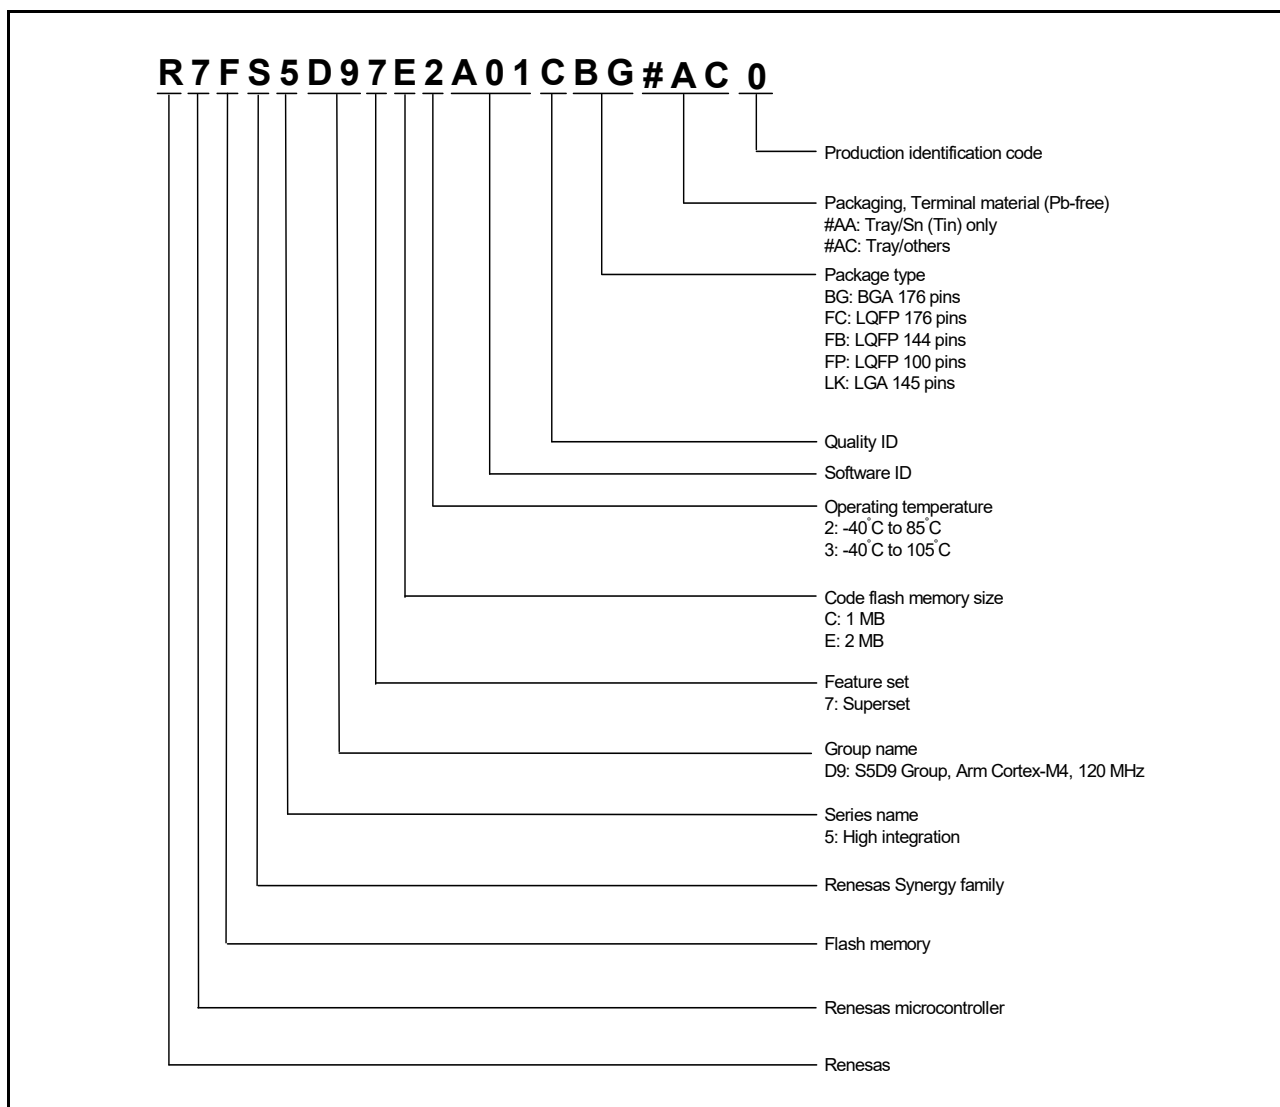 R7FS5D97E2A01CBG#AC0
Production identification code
Packaging, Terminal material (Pb-free)
#AA: Tray/Sn (Tin) only
#AC: Tray/others
Package type
BG: BGA 176 pins
FC: LQFP 176 pins
FB: LQFP 144 pins
FP: LQFP 100 pins
LK: LGA 145 pins
Quality ID
Software ID
Operating temperature
2: -40°C to 85°C
3: -40°C to 105°C
Code flash memory size
C: 1 MB
E: 2 MB
Feature set
7: Superset
Group name
D9: S5D9 Group, Arm Cortex-M4, 120 MHz
Series name
5: High integration
Renesas Synergy family
Flash memory
Renesas microcontroller
Renesas